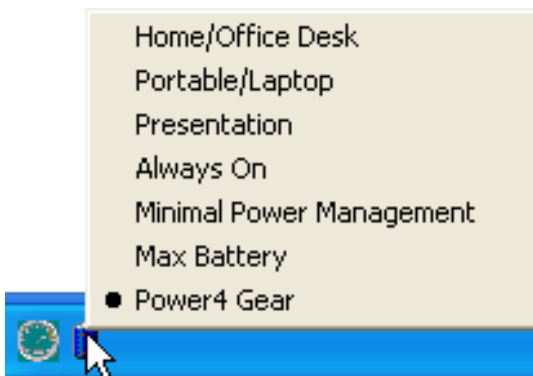 Home/Office Desk
Portable/Laptop
Presentation
Always On
Minimal Power Management
Max Battery
Power4 Gear